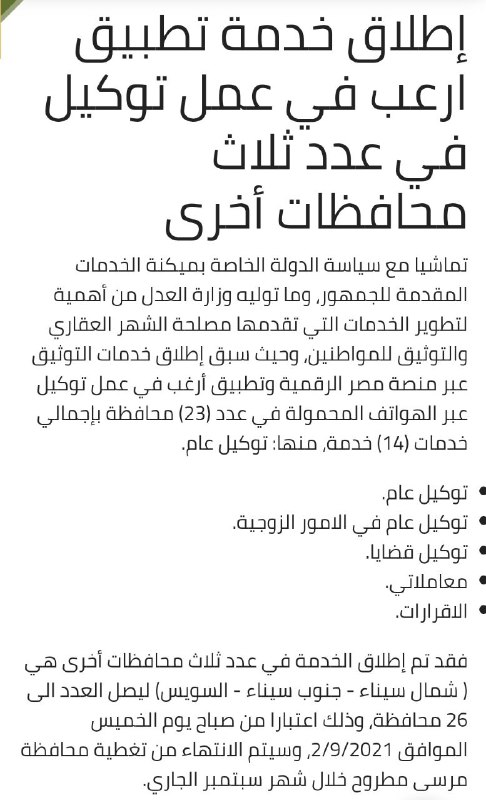 إطلاق خدمة تطبيق
ارعب في عمل توكيل
في عدد ثلاث
محافظات أخرى
تماشيا مع سياسة الدولة الخاصة بميكنة الخدمات
المقدمة للجمهور، وما توليه وزارة العدل من أهمية
لتطوير الخدمات التي تقدمها مصلحة الشهر العقاري
والتوثيق للمواطنين، وحيث سبق إطلاق خدمات التوثيق
عبر منصة مصر الرقمية وتطبيق أرغب في عمل توكيل
عبر الهواتف المحمولة في عدد (23) محافظة بإجمالي
خدمات (14) خدمة، منها: توكيل عام.
• توكيل عام.
• توكيل عام في الامور الزوجية.
• توكيل قضايا.
• معاملاتي.
• الاقرارات.
فقد تم إطلاق الخدمة في عدد ثلاث محافظات أخرى هي
( شمال سيناء - جنوب سيناء - السويس) ليصل العدد الى
26 محافظة، وذلك اعتبارا من صباح يوم الخميس
الموافق 2/9/2021, وسيتم الانتهاء من تغطية محافظة
مرسى مطروح خلال شهر سبتمبر الجاري.